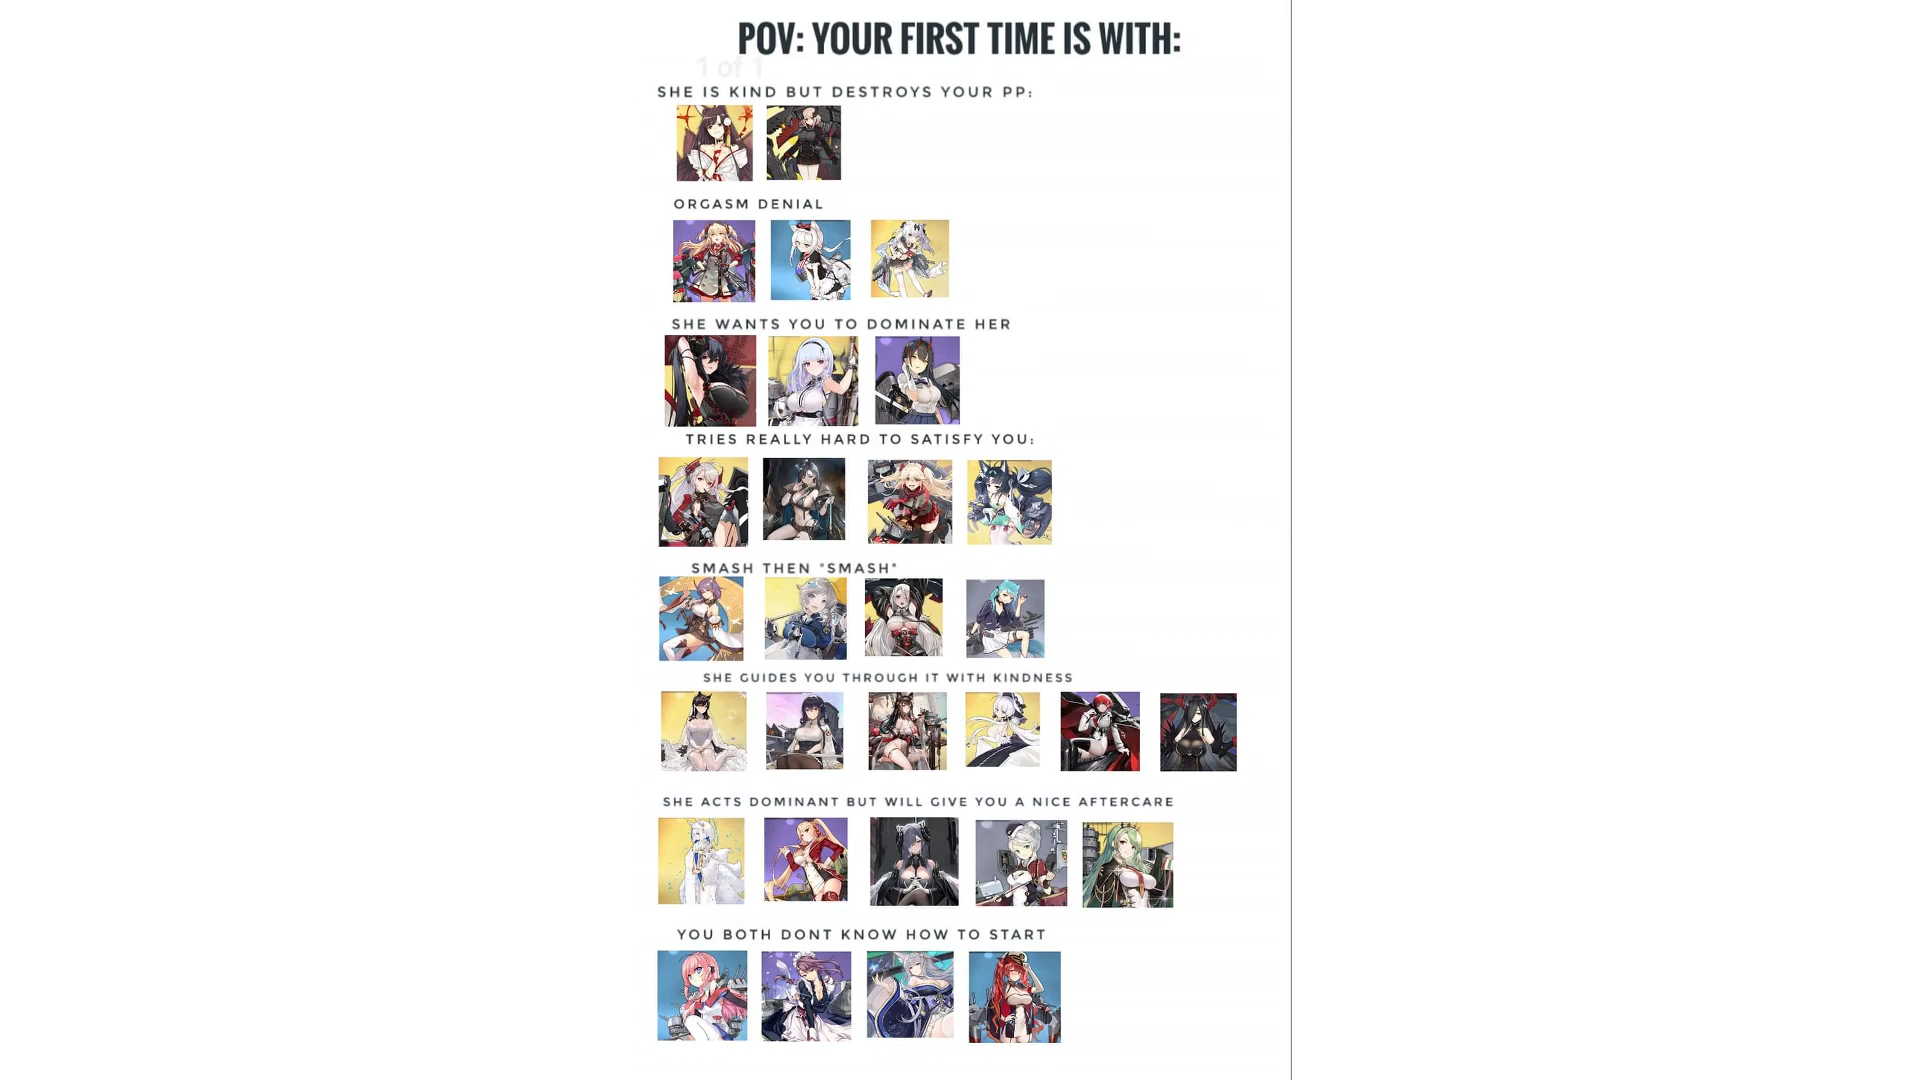 POV: YOUR FIRST TIME IS WITH:
1 of 1
SHE IS KIND BUT DESTROYS YOUR PP:
ORGASM DENIAL
SHE WANTS YOU TO DOMINATE HER
TRIES REALLY HARD TO SATISFY YOU:
SMASH THEN "SMASH"
SHE GUIDES YOU THROUGH IT WITH KINDNESS
SHE ACTS DOMINANT BUT WILL GIVE YOU A NICE AFTERCARE
YOU BOTH DONT KNOW HOW TO START